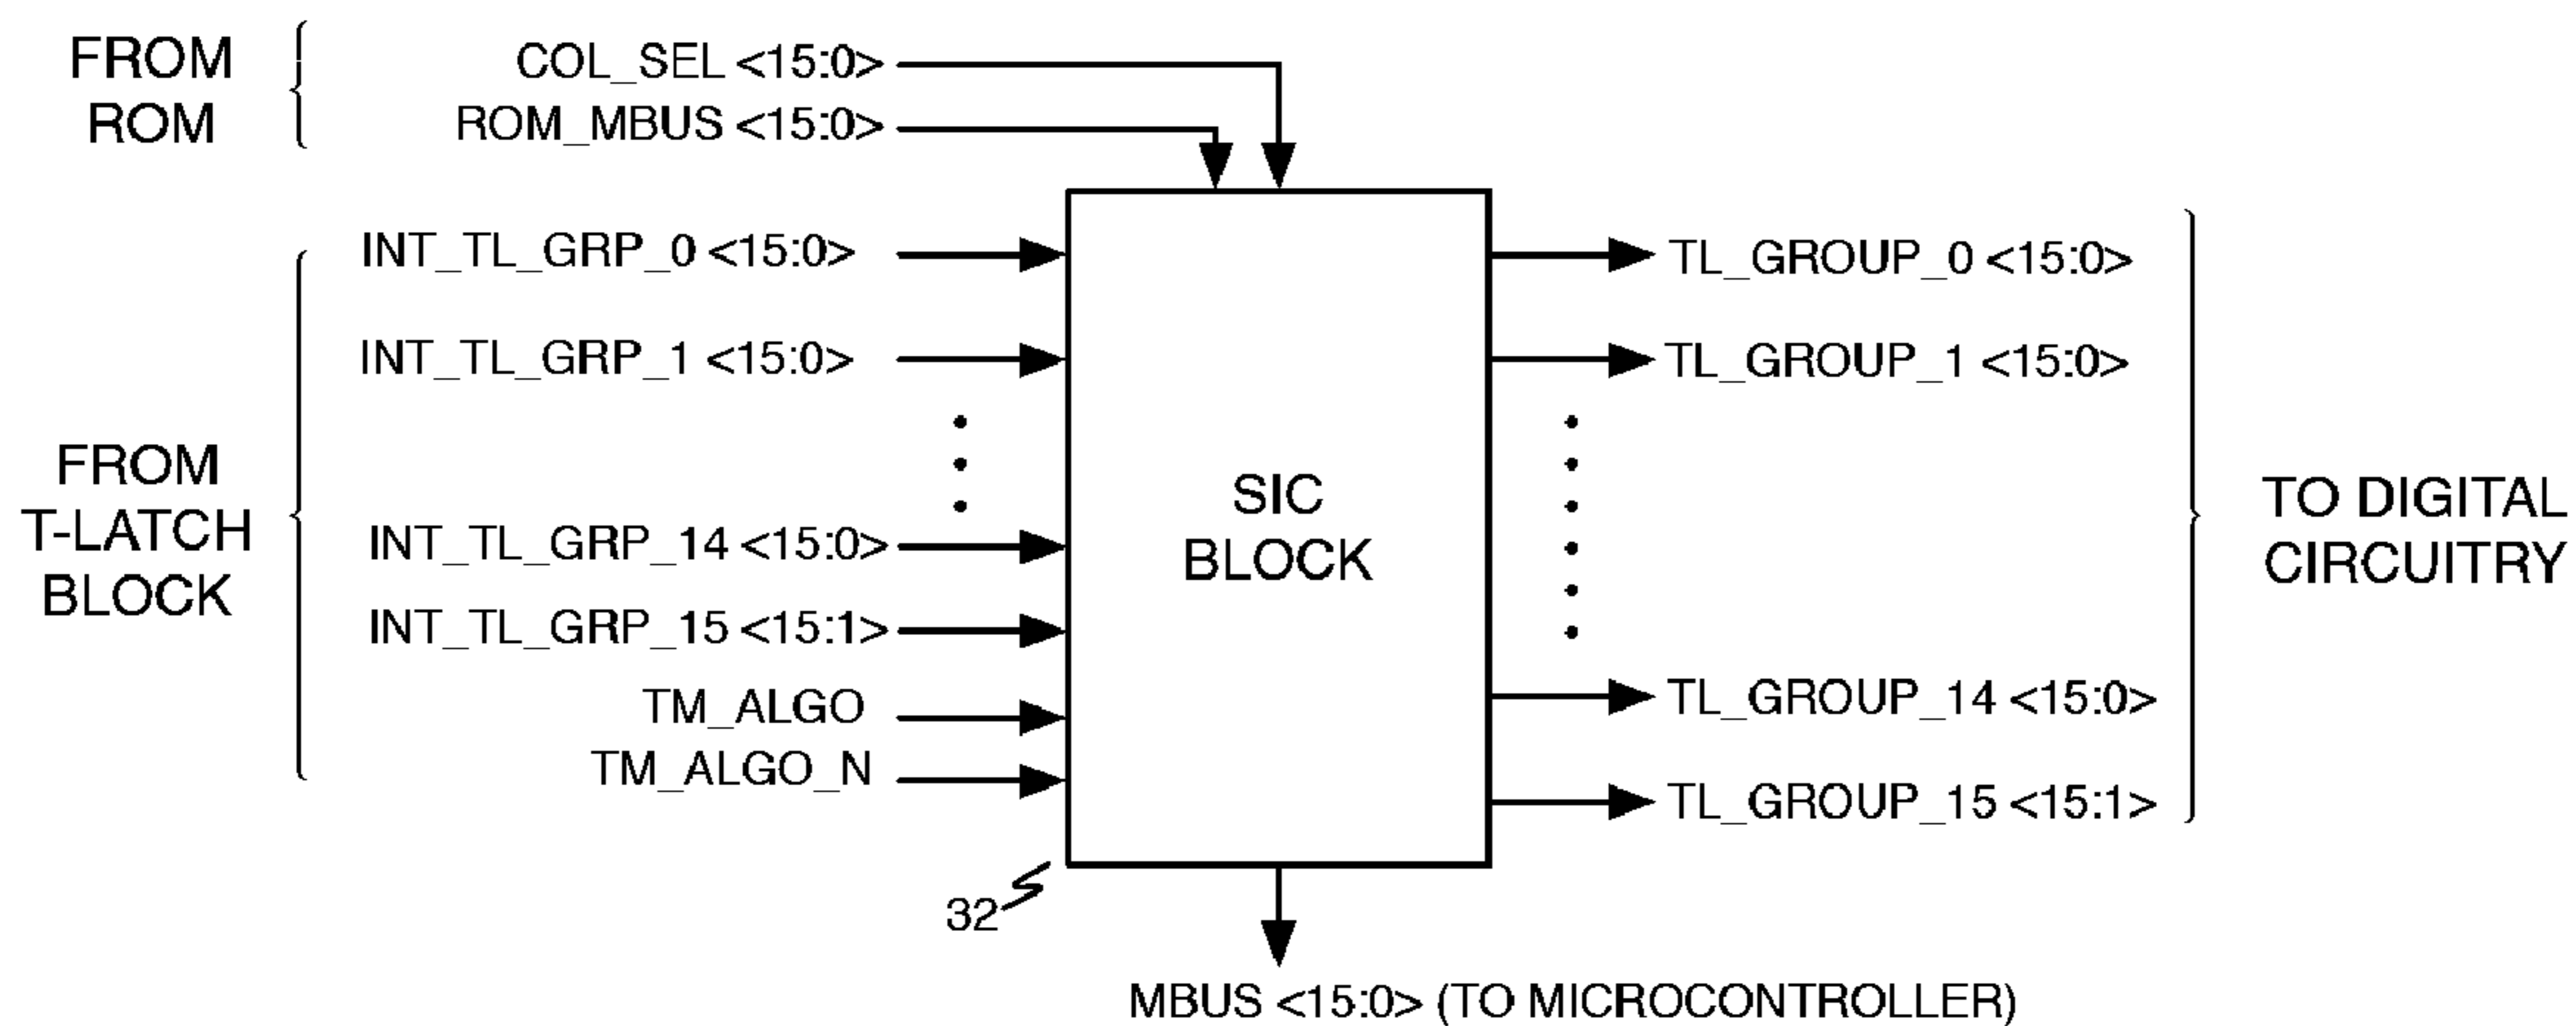 FROM
ROM
COL_SEL <15:0>
ROM_MBUS <15:0>
FROM
T-LATCH
BLOCK
INT_TL_GRP_0 <15:0>
INT_TL_GRP_1 <15:0>
INT_TL_GRP_14 <15:0>
INT_TL_GRP_15 <15:1>
TM_ALGO
TM_ALGO_N
SIC
BLOCK
32
TL_GROUP_0 <15:0>
TL_GROUP_1 <15:0>
TL_GROUP_14 <15:0>
TL_GROUP_15 <15:1>
TO DIGITAL
CIRCUITRY
MBUS <15:0> (TO MICROCONTROLLER)